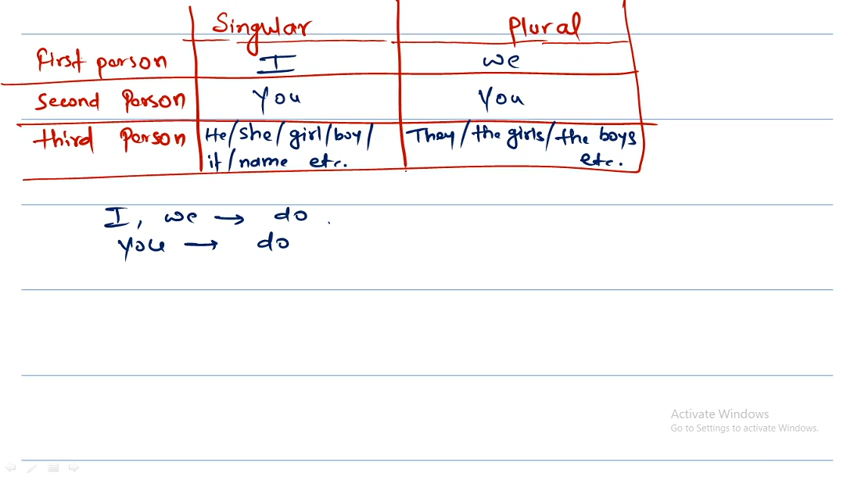 Singular Plural
First person I we
Second Person You You
third Person He/she/girl/boy/ They/the girls/the boys
it/name etc. etc.
I, we → do .
you → do
Activate Windows
Go to Settings to activate Windows.